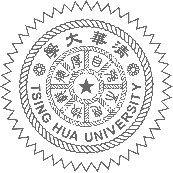 清華大學
TSING HUA UNIVERSITY